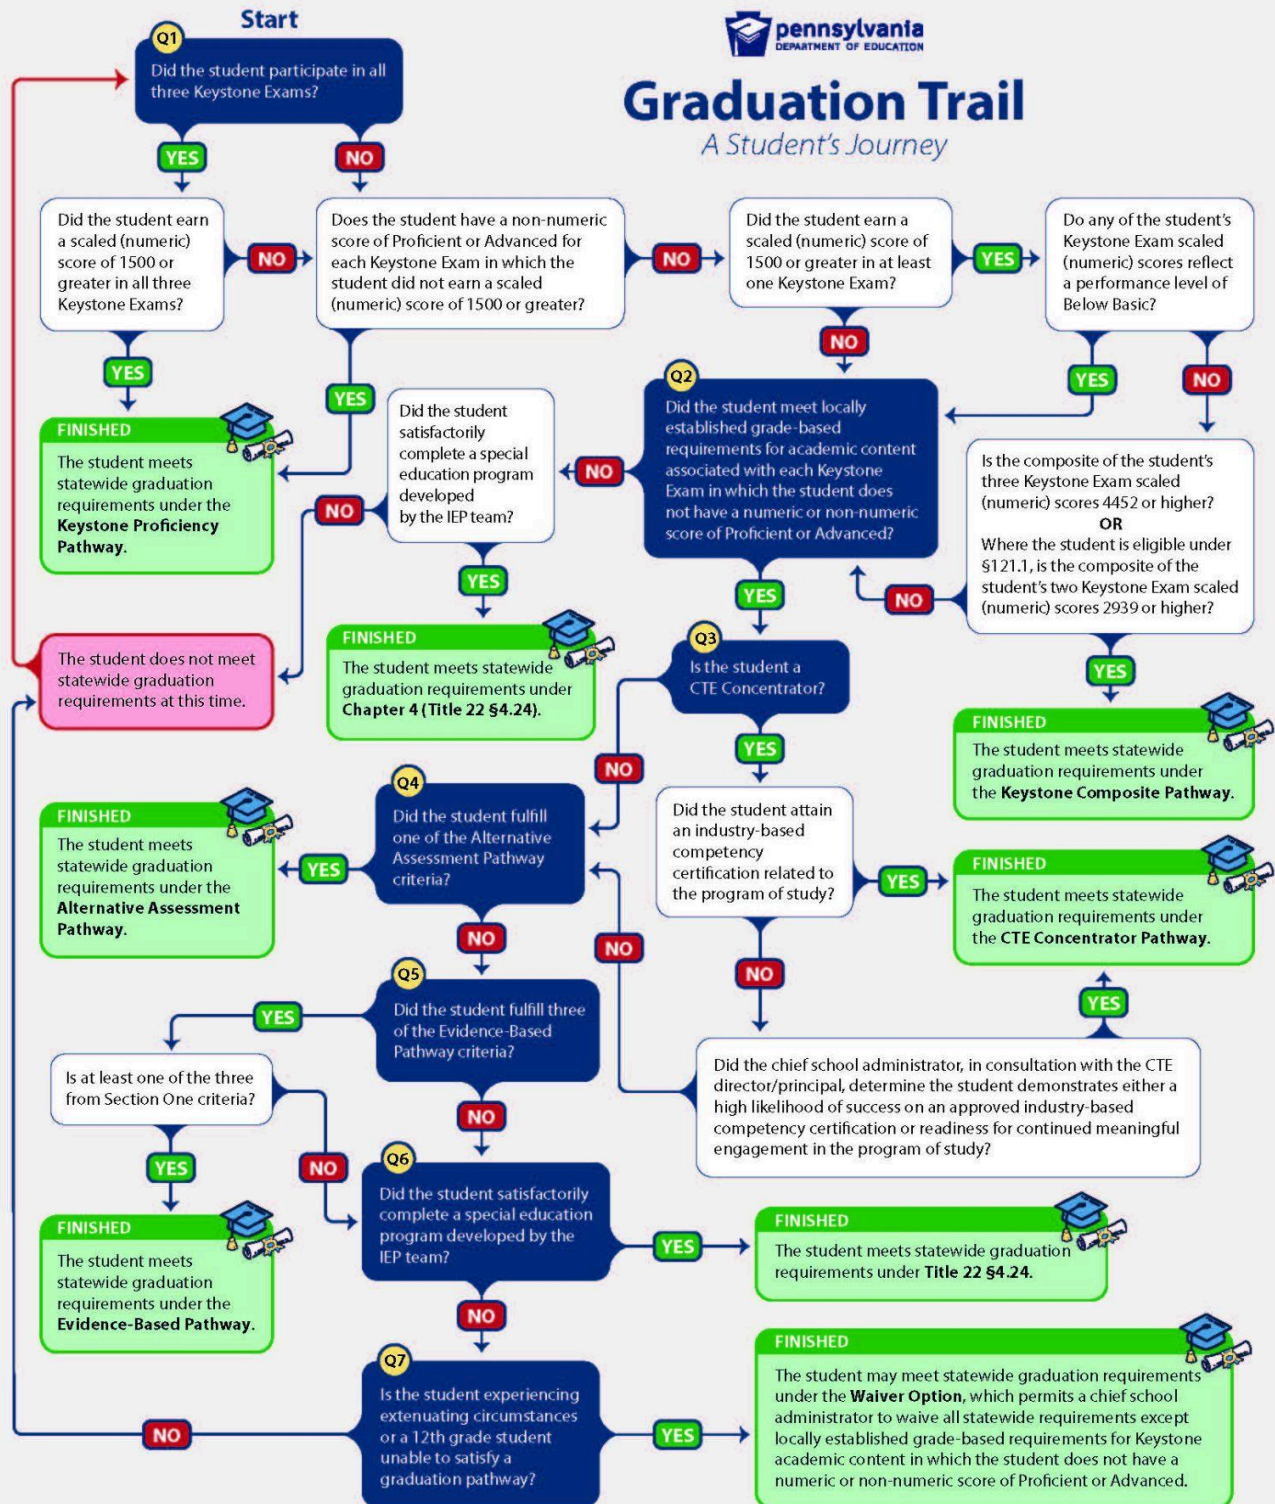 Start
pennsylvania
DEPARTMENT OF EDUCATION
Graduation Trail
A Student's Journey
Q1
Did the student participate in all
three Keystone Exams?
YES
NO
Did the student earn
a scaled (numeric)
score of 1500 or
greater in all three
Keystone Exams?
NO
Does the student have a non-numeric
score of Proficient or Advanced for
each Keystone Exam in which the
student did not earn a scaled
(numeric) score of 1500 or greater?
NO
Did the student earn a
scaled (numeric) score of
1500 or greater in at least
one Keystone Exam?
YES
Do any of the student's
Keystone Exam scaled
(numeric) scores reflect
a performance level of
Below Basic?
YES
YES
NO
YES
NO
FINISHED
The student meets
statewide graduation
requirements under the
Keystone Proficiency
Pathway.
Did the student
satisfactorily
complete a special
education program
developed
by the IEP team?
NO
Q2
Did the student meet locally
established grade-based
requirements for academic content
associated with each Keystone
Exam in which the student does
not have a numeric or non-numeric
score of Proficient or Advanced?
Is the composite of the student's
three Keystone Exam scaled
(numeric) scores 4452 or higher?
OR
Where the student is eligible under
§121.1, is the composite of the
student's two Keystone Exam scaled
(numeric) scores 2939 or higher?
NO
YES
YES
NO
YES
The student does not meet
statewide graduation
requirements at this time.
FINISHED
The student meets statewide
graduation requirements under
Chapter 4 (Title 22 §4.24).
Q3
Is the student a
CTE Concentrator?
YES
NO
FINISHED
The student meets statewide
graduation requirements under
the Keystone Composite Pathway.
FINISHED
The student meets
statewide graduation
requirements under the
Alternative Assessment
Pathway.
YES
Q4
Did the student fulfill
one of the Alternative
Assessment Pathway
criteria?
Did the student attain
an industry-based
competency
certification related to
the program of study?
YES
FINISHED
The student meets statewide
graduation requirements under
the CTE Concentrator Pathway.
NO
NO
NO
YES
Q5
Did the student fulfill three
of the Evidence-Based
Pathway criteria?
YES
Is at least one of the three
from Section One criteria?
Did the chief school administrator, in consultation with the CTE
director/principal, determine the student demonstrates either a
high likelihood of success on an approved industry-based
competency certification or readiness for continued meaningful
engagement in the program of study?
NO
YES
NO
Q6
Did the student satisfactorily
complete a special education
program developed by the
IEP team?
YES
FINISHED
The student meets statewide graduation
requirements under Title 22 §4.24.
FINISHED
The student meets
statewide graduation
requirements under the
Evidence-Based Pathway.
NO
Q7
Is the student experiencing
extenuating circumstances
or a 12th grade student
unable to satisfy a
graduation pathway?
NO
YES
FINISHED
The student may meet statewide graduation requirements
under the Waiver Option, which permits a chief school
administrator to waive all statewide requirements except
locally established grade-based requirements for Keystone
academic content in which the student does not have a
numeric or non-numeric score of Proficient or Advanced.